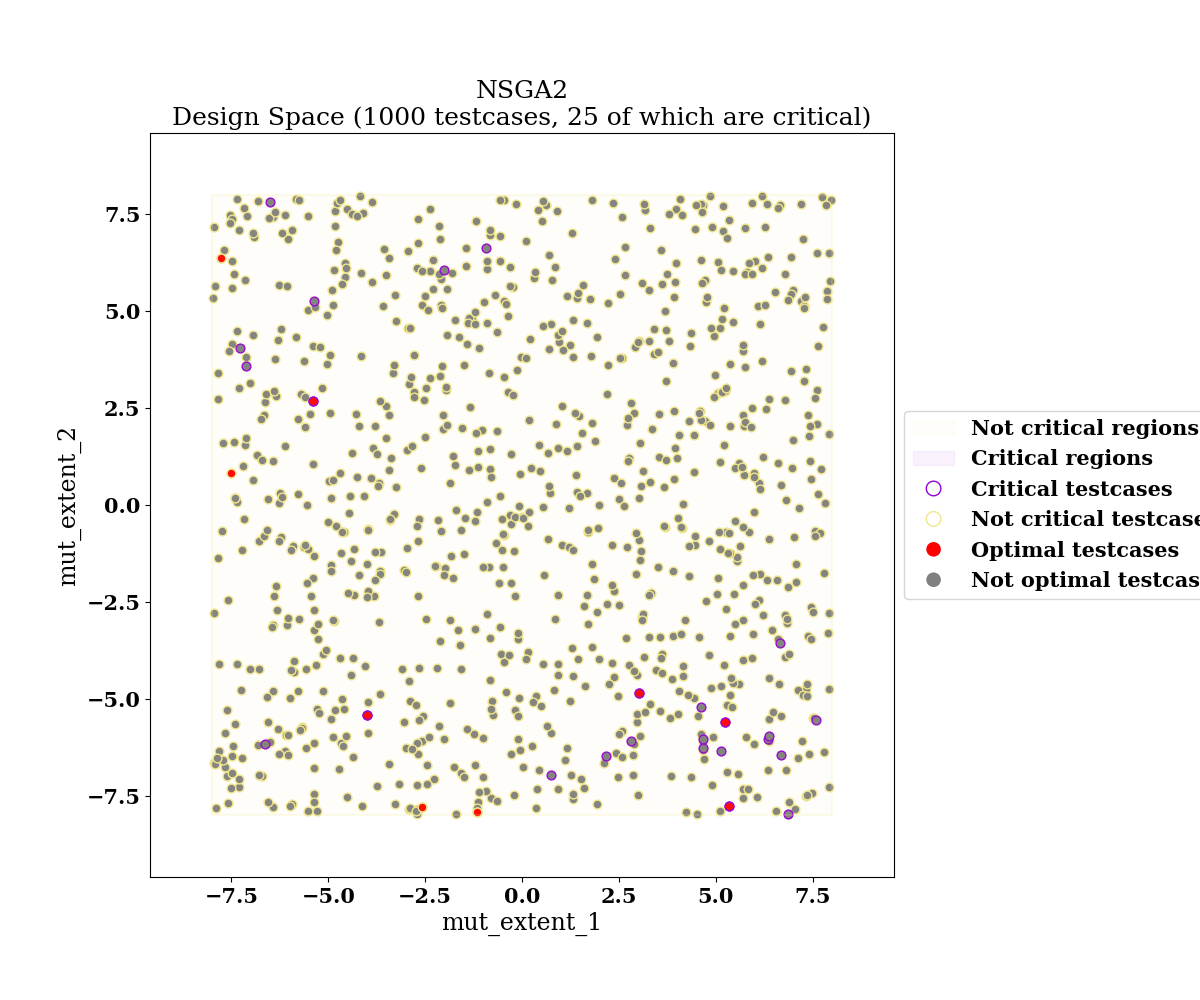 NSGA2
Design Space (1000 testcases, 25 of which are critical)
7.5
5.0
2.5
0.0
−2.5
−5.0
−7.5
mut_extent_2
−7.5 −5.0 −2.5 0.0 2.5 5.0 7.5
mut_extent_1
Not critical regions
Critical regions
Critical testcases
Not critical testcase
Optimal testcases
Not optimal testcas